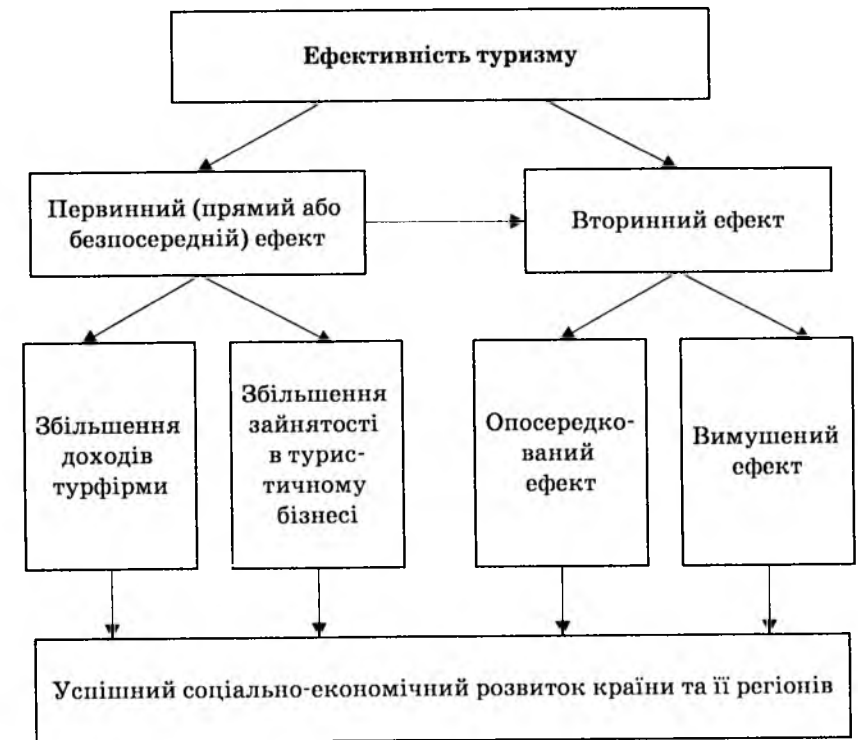 Ефективність туризму
Первинний (прямий або
безпосередній) ефект
Вторинний ефект
Збільшення
доходів
турфірми
Збільшення
зайнятості
в турис-
тичному
бізнесі
Опосередко-
ваний
ефект
Вимушений
ефект
Успішний соціально-економічний розвиток країни та її регіонів